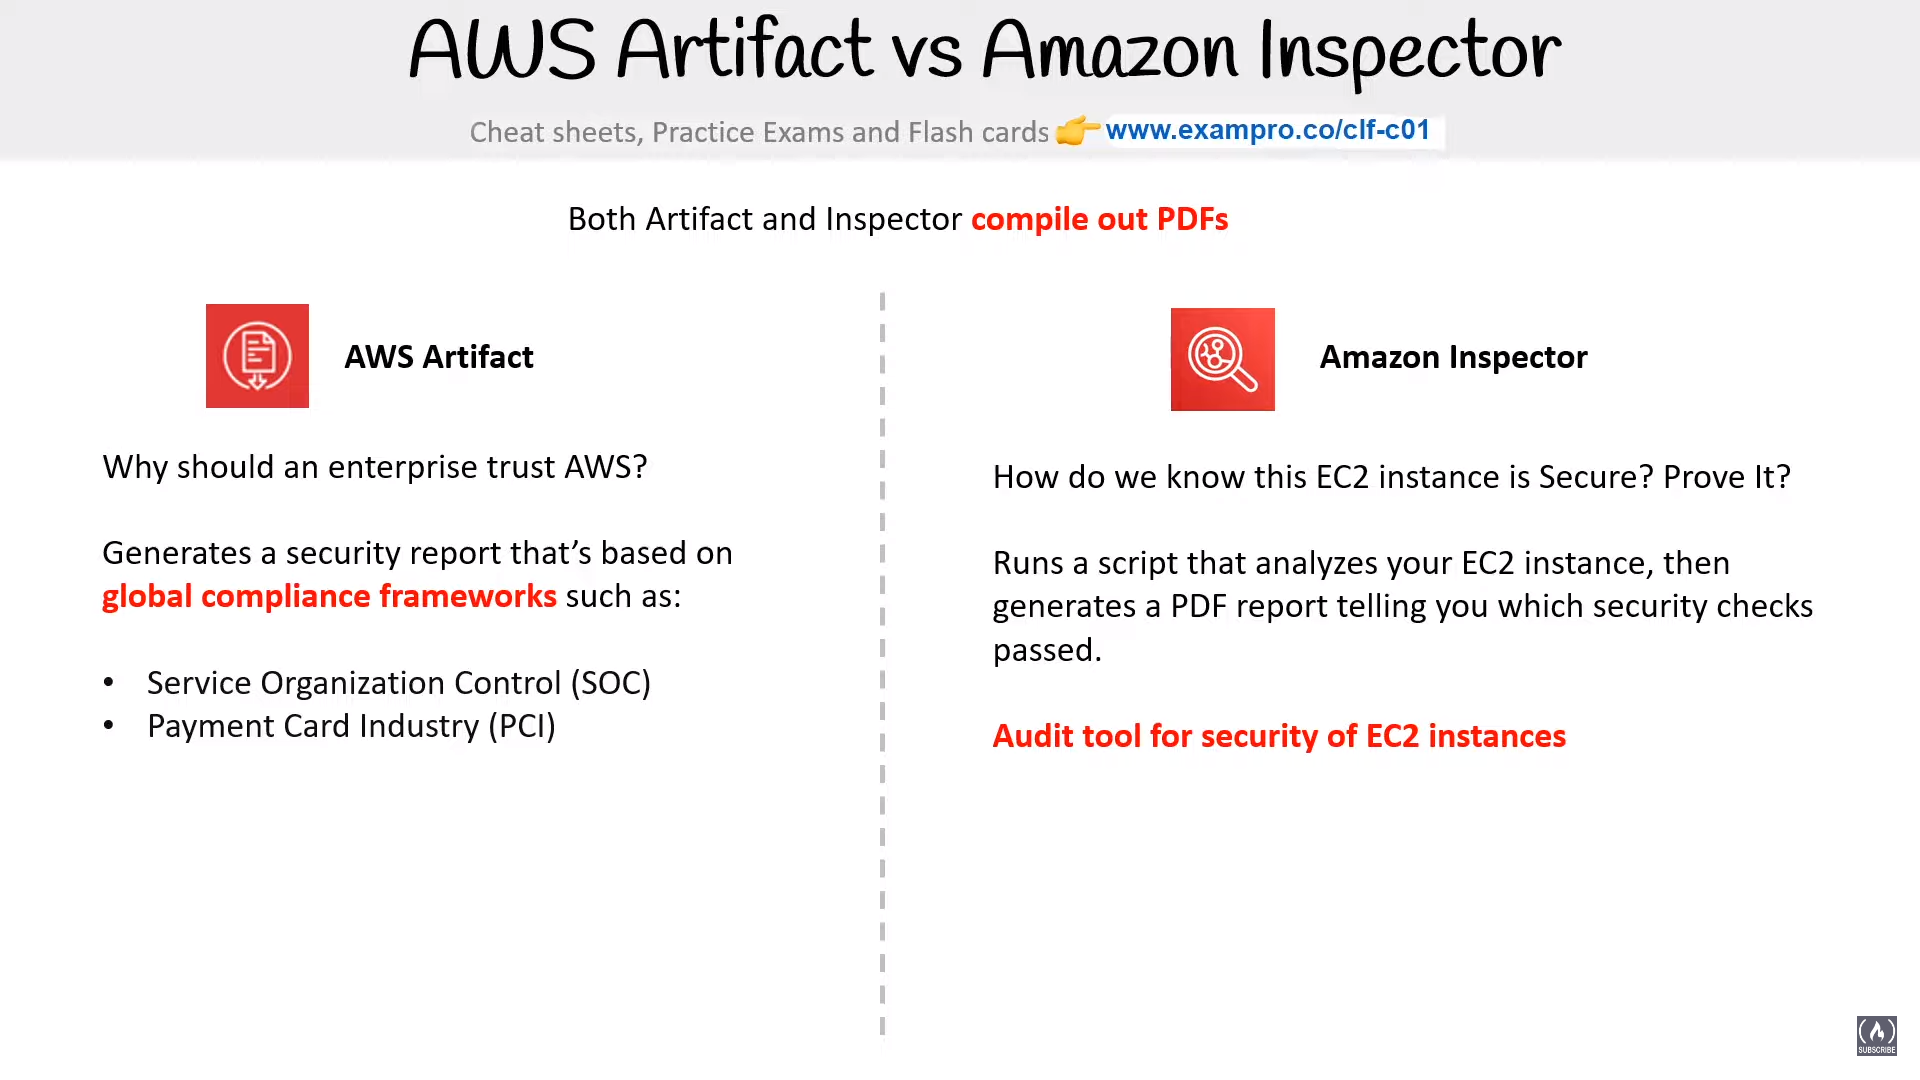 AWS Artifact vs Amazon Inspector
Cheat sheets, Practice Exams and Flash cards 👉 www.exampro.co/clf-c01
Both Artifact and Inspector compile out PDFs
AWS Artifact
Why should an enterprise trust AWS?
Generates a security report that’s based on
global compliance frameworks such as:
• Service Organization Control (SOC)
• Payment Card Industry (PCI)
Amazon Inspector
How do we know this EC2 instance is Secure? Prove It?
Runs a script that analyzes your EC2 instance, then
generates a PDF report telling you which security checks
passed.
Audit tool for security of EC2 instances
SUBSCRIBE